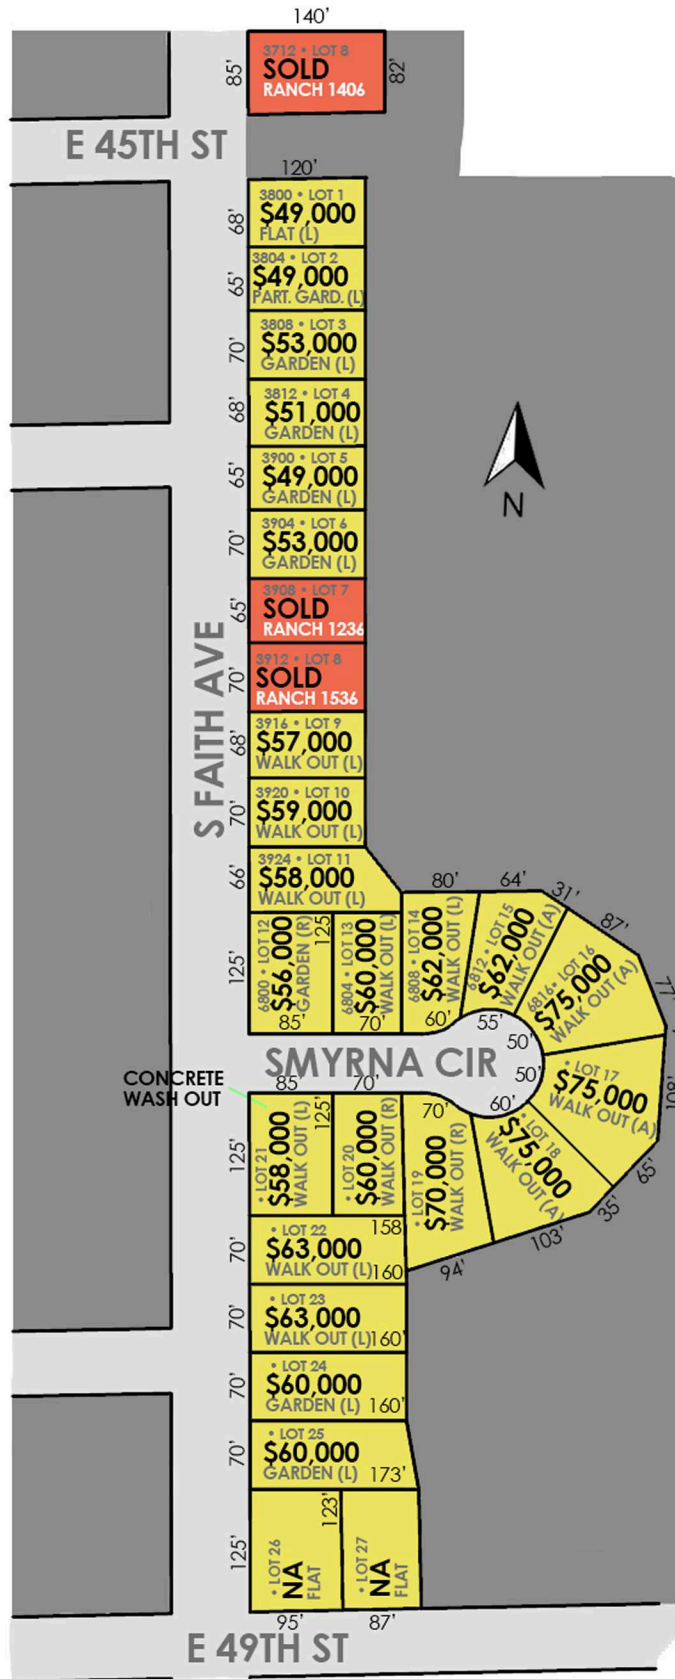 140'
85'
3712 • LOT 8
SOLD
RANCH 1406
82'
E 45TH ST
120'
68'
3800 • LOT 1
$49,000
FLAT (L)
65'
3804 • LOT 2
$49,000
PART. GARD. (L)
70'
3808 • LOT 3
$53,000
GARDEN (L)
68'
3812 • LOT 4
$51,000
GARDEN (L)
65'
3900 • LOT 5
$49,000
GARDEN (L)
70'
3904 • LOT 6
$53,000
GARDEN (L)
N
65'
3908 • LOT 7
SOLD
RANCH 1236
70'
3912 • LOT 8
SOLD
RANCH 1536
S FAITH AVE
68'
3916 • LOT 9
$57,000
WALK OUT (L)
70'
3920 • LOT 10
$59,000
WALK OUT (L)
66'
3924 • LOT 11
$58,000
WALK OUT (L)
125'
6800 • LOT 12
$56,000
GARDEN (R)
125
85'
6804 • LOT 13
$60,000
WALK OUT (L)
70'
80'
6808 • LOT 14
$62,000
WALK OUT (L)
60'
64'
6812 • LOT 15
$62,000
WALK OUT (A)
55'
31'
87'
6816 • LOT 16
$75,000
WALK OUT (A)
50'
77'
SMYRNA CIR
• LOT 17
$75,000
WALK OUT (A)
50'
108'
• LOT 18
$75,000
WALK OUT (A)
60'
65'
35'
103'
CONCRETE
WASH OUT
85'
125'
• LOT 21
$58,000
WALK OUT (L)
125'
70'
• LOT 20
$60,000
WALK OUT (R)
70'
• LOT 19
$70,000
WALK OUT (R)
94'
70'
• LOT 22
$63,000
WALK OUT (L)
158
160
70'
• LOT 23
$63,000
WALK OUT (L)
160'
70'
• LOT 24
$60,000
GARDEN (L)
160'
70'
• LOT 25
$60,000
GARDEN (L)
173'
125'
• LOT 26
NA
FLAT
123'
• LOT 27
NA
FLAT
95'
87'
E 49TH ST